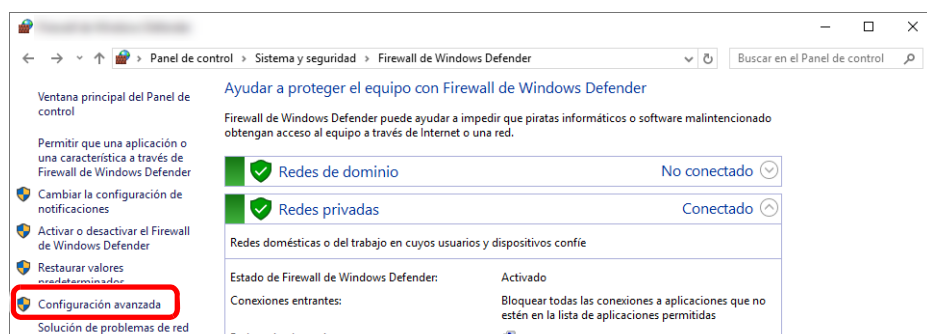 Panel de control > Sistema y seguridad > Firewall de Windows Defender
Buscar en el Panel de control
Ventana principal del Panel de
control
Permitir que una aplicación o
una característica a través de
Firewall de Windows Defender
Cambiar la configuración de
notificaciones
Activar o desactivar el Firewall
de Windows Defender
Restaurar valores
predeterminados
Configuración avanzada
Solución de problemas de red
Ayudar a proteger el equipo con Firewall de Windows Defender
Firewall de Windows Defender puede ayudar a impedir que piratas informáticos o software malintencionado
obtengan acceso al equipo a través de Internet o una red.
Redes de dominio No conectado
Redes privadas Conectado
Redes domésticas o del trabajo en cuyos usuarios y dispositivos confíe
Estado de Firewall de Windows Defender: Activado
Conexiones entrantes: Bloquear todas las conexiones a aplicaciones que no
estén en la lista de aplicaciones permitidas